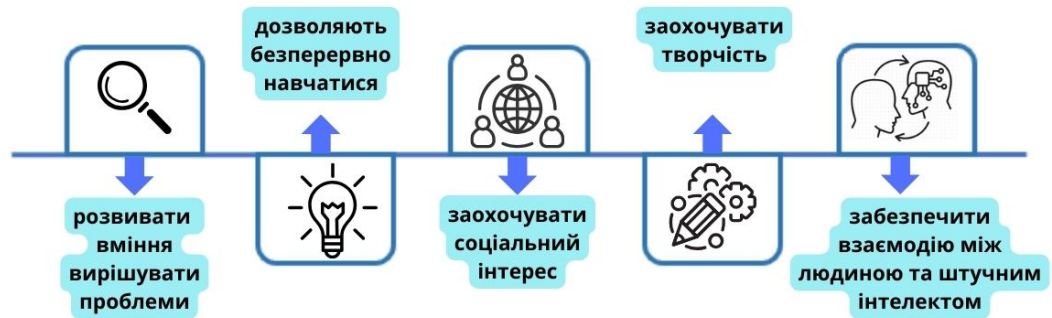 розвивати
вміння
вирішувати
проблеми
дозволяють
безперервно
навчатися
заохочувати
соціальний
інтерес
заохочувати
творчість
забезпечити
взаємодію між
людиною та штучним
інтелектом